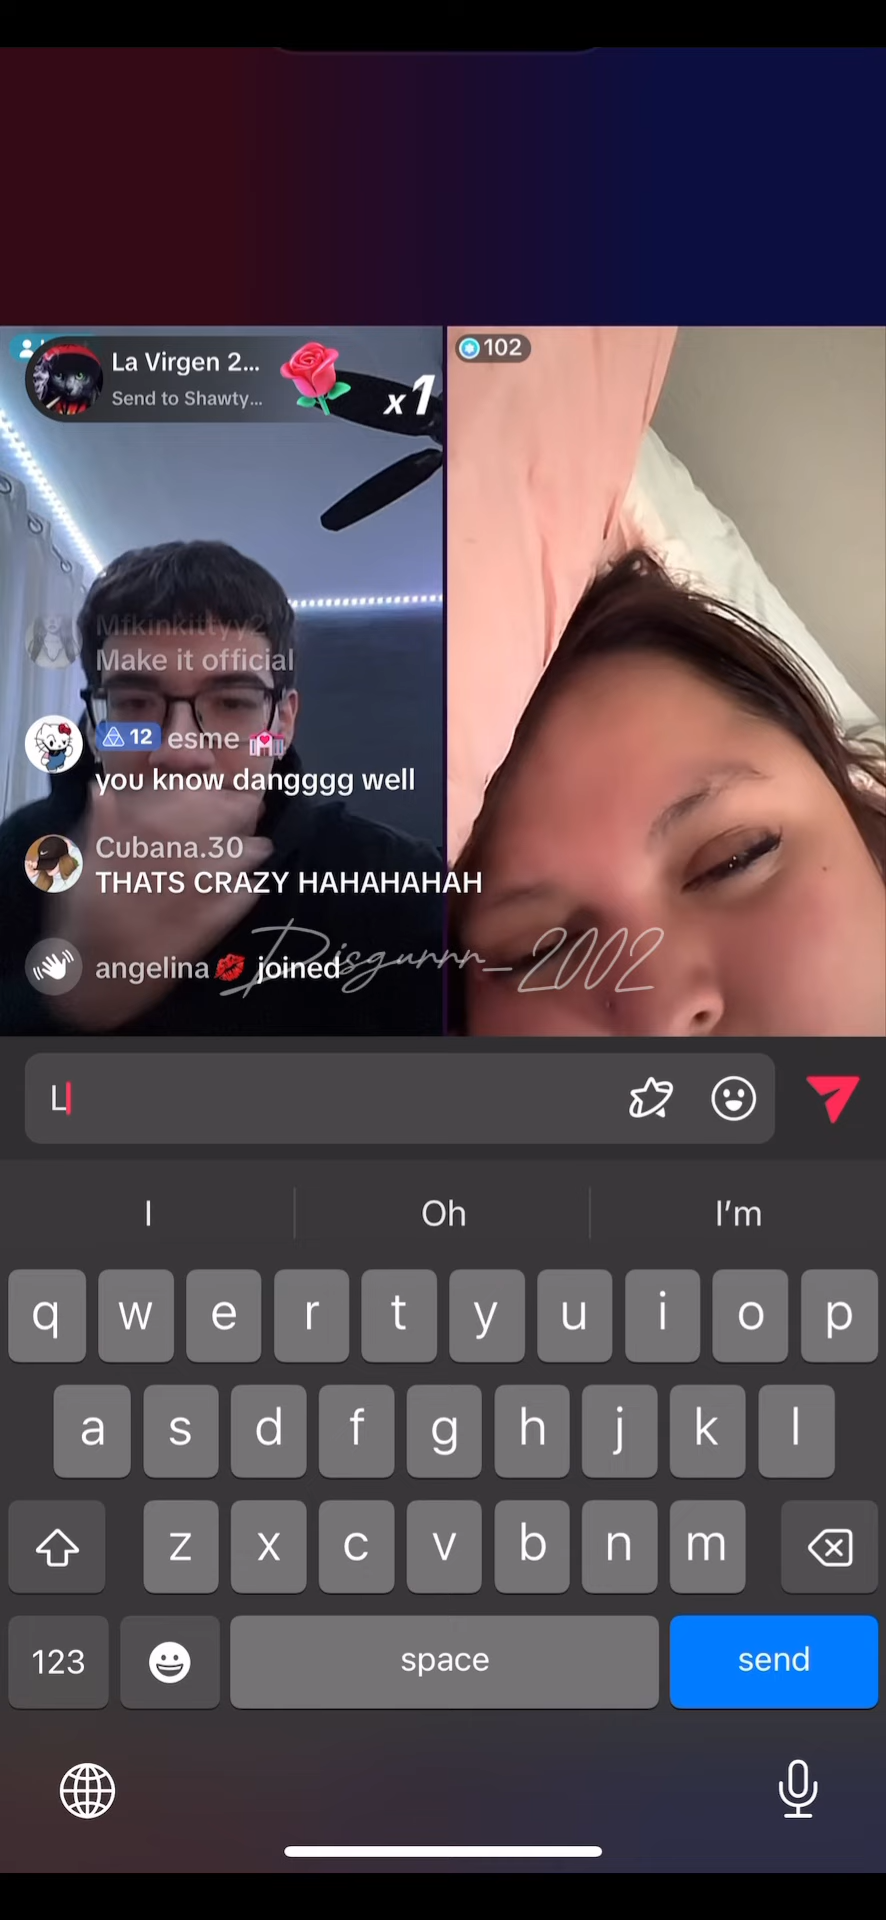 La Virgen 2...
Send to Shawty...
x1
102
Mfkinkittyy2
Make it official
12 esme
you know dangggg well
Cubana.30
THATS CRAZY HAHAHAHAH
angelina💋 joined
Disgurrr_2002
L
I
Oh
I'm
q w e r t y u i o p
a s d f g h j k l
z x c v b n m
123
space
send